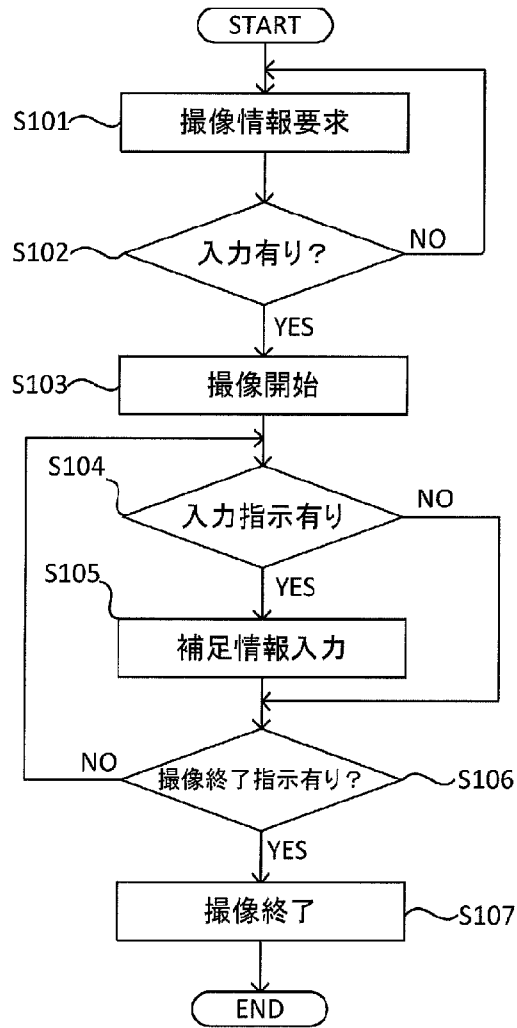 START
S101
撮像情報要求
S102
入力有り?
NO
YES
S103
撮像開始
S104
入力指示有り
NO
YES
S105
補足情報入力
NO
撮像終了指示有り?
S106
YES
撮像終了
S107
END